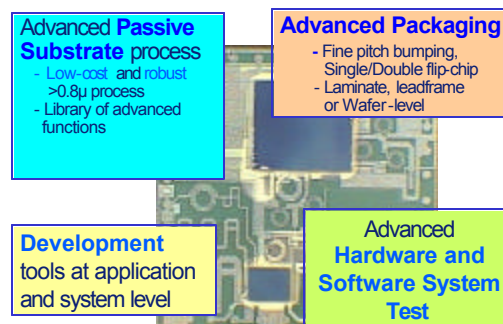 Advanced Passive
Substrate process
- Low-cost and robust
>0.8µ process
- Library of advanced
functions
Advanced Packaging
- Fine pitch bumping,
Single/Double flip-chip
- Laminate, leadframe
or Wafer-level
Development
tools at application
and system level
Advanced
Hardware and
Software System
Test